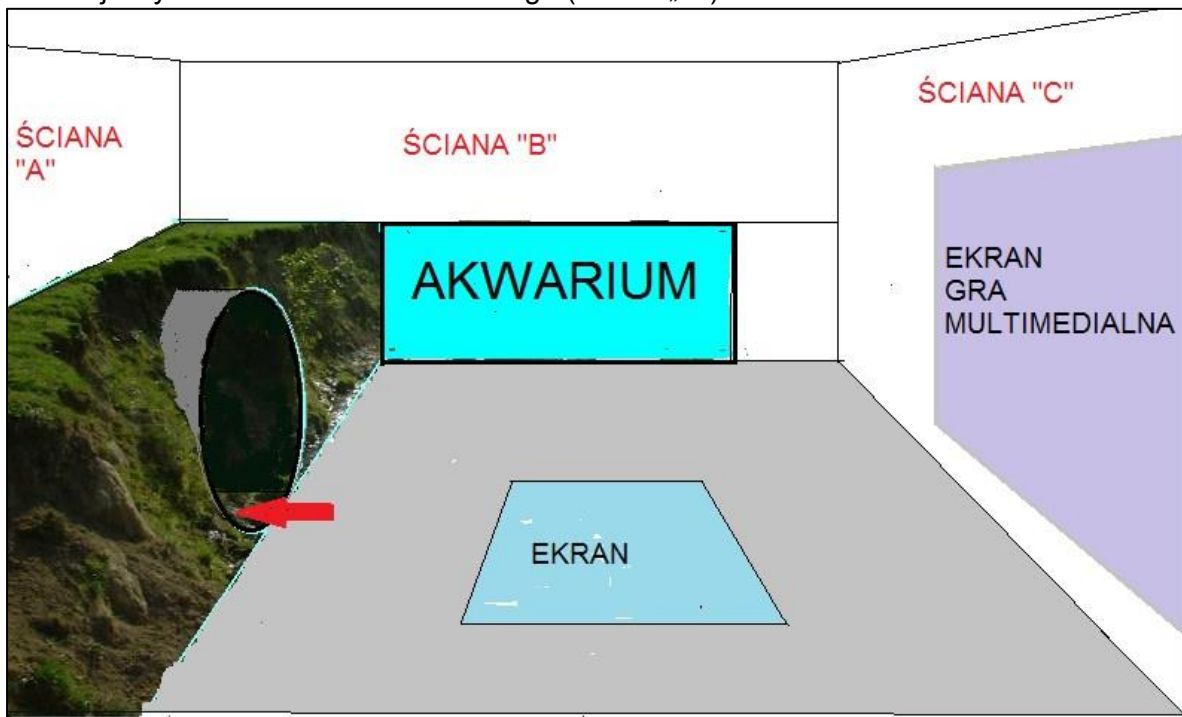 ŚCIANA
"A"
ŚCIANA "B"
ŚCIANA "C"
AKWARIUM
EKRAN
GRA
MULTIMEDIALNA
EKRAN